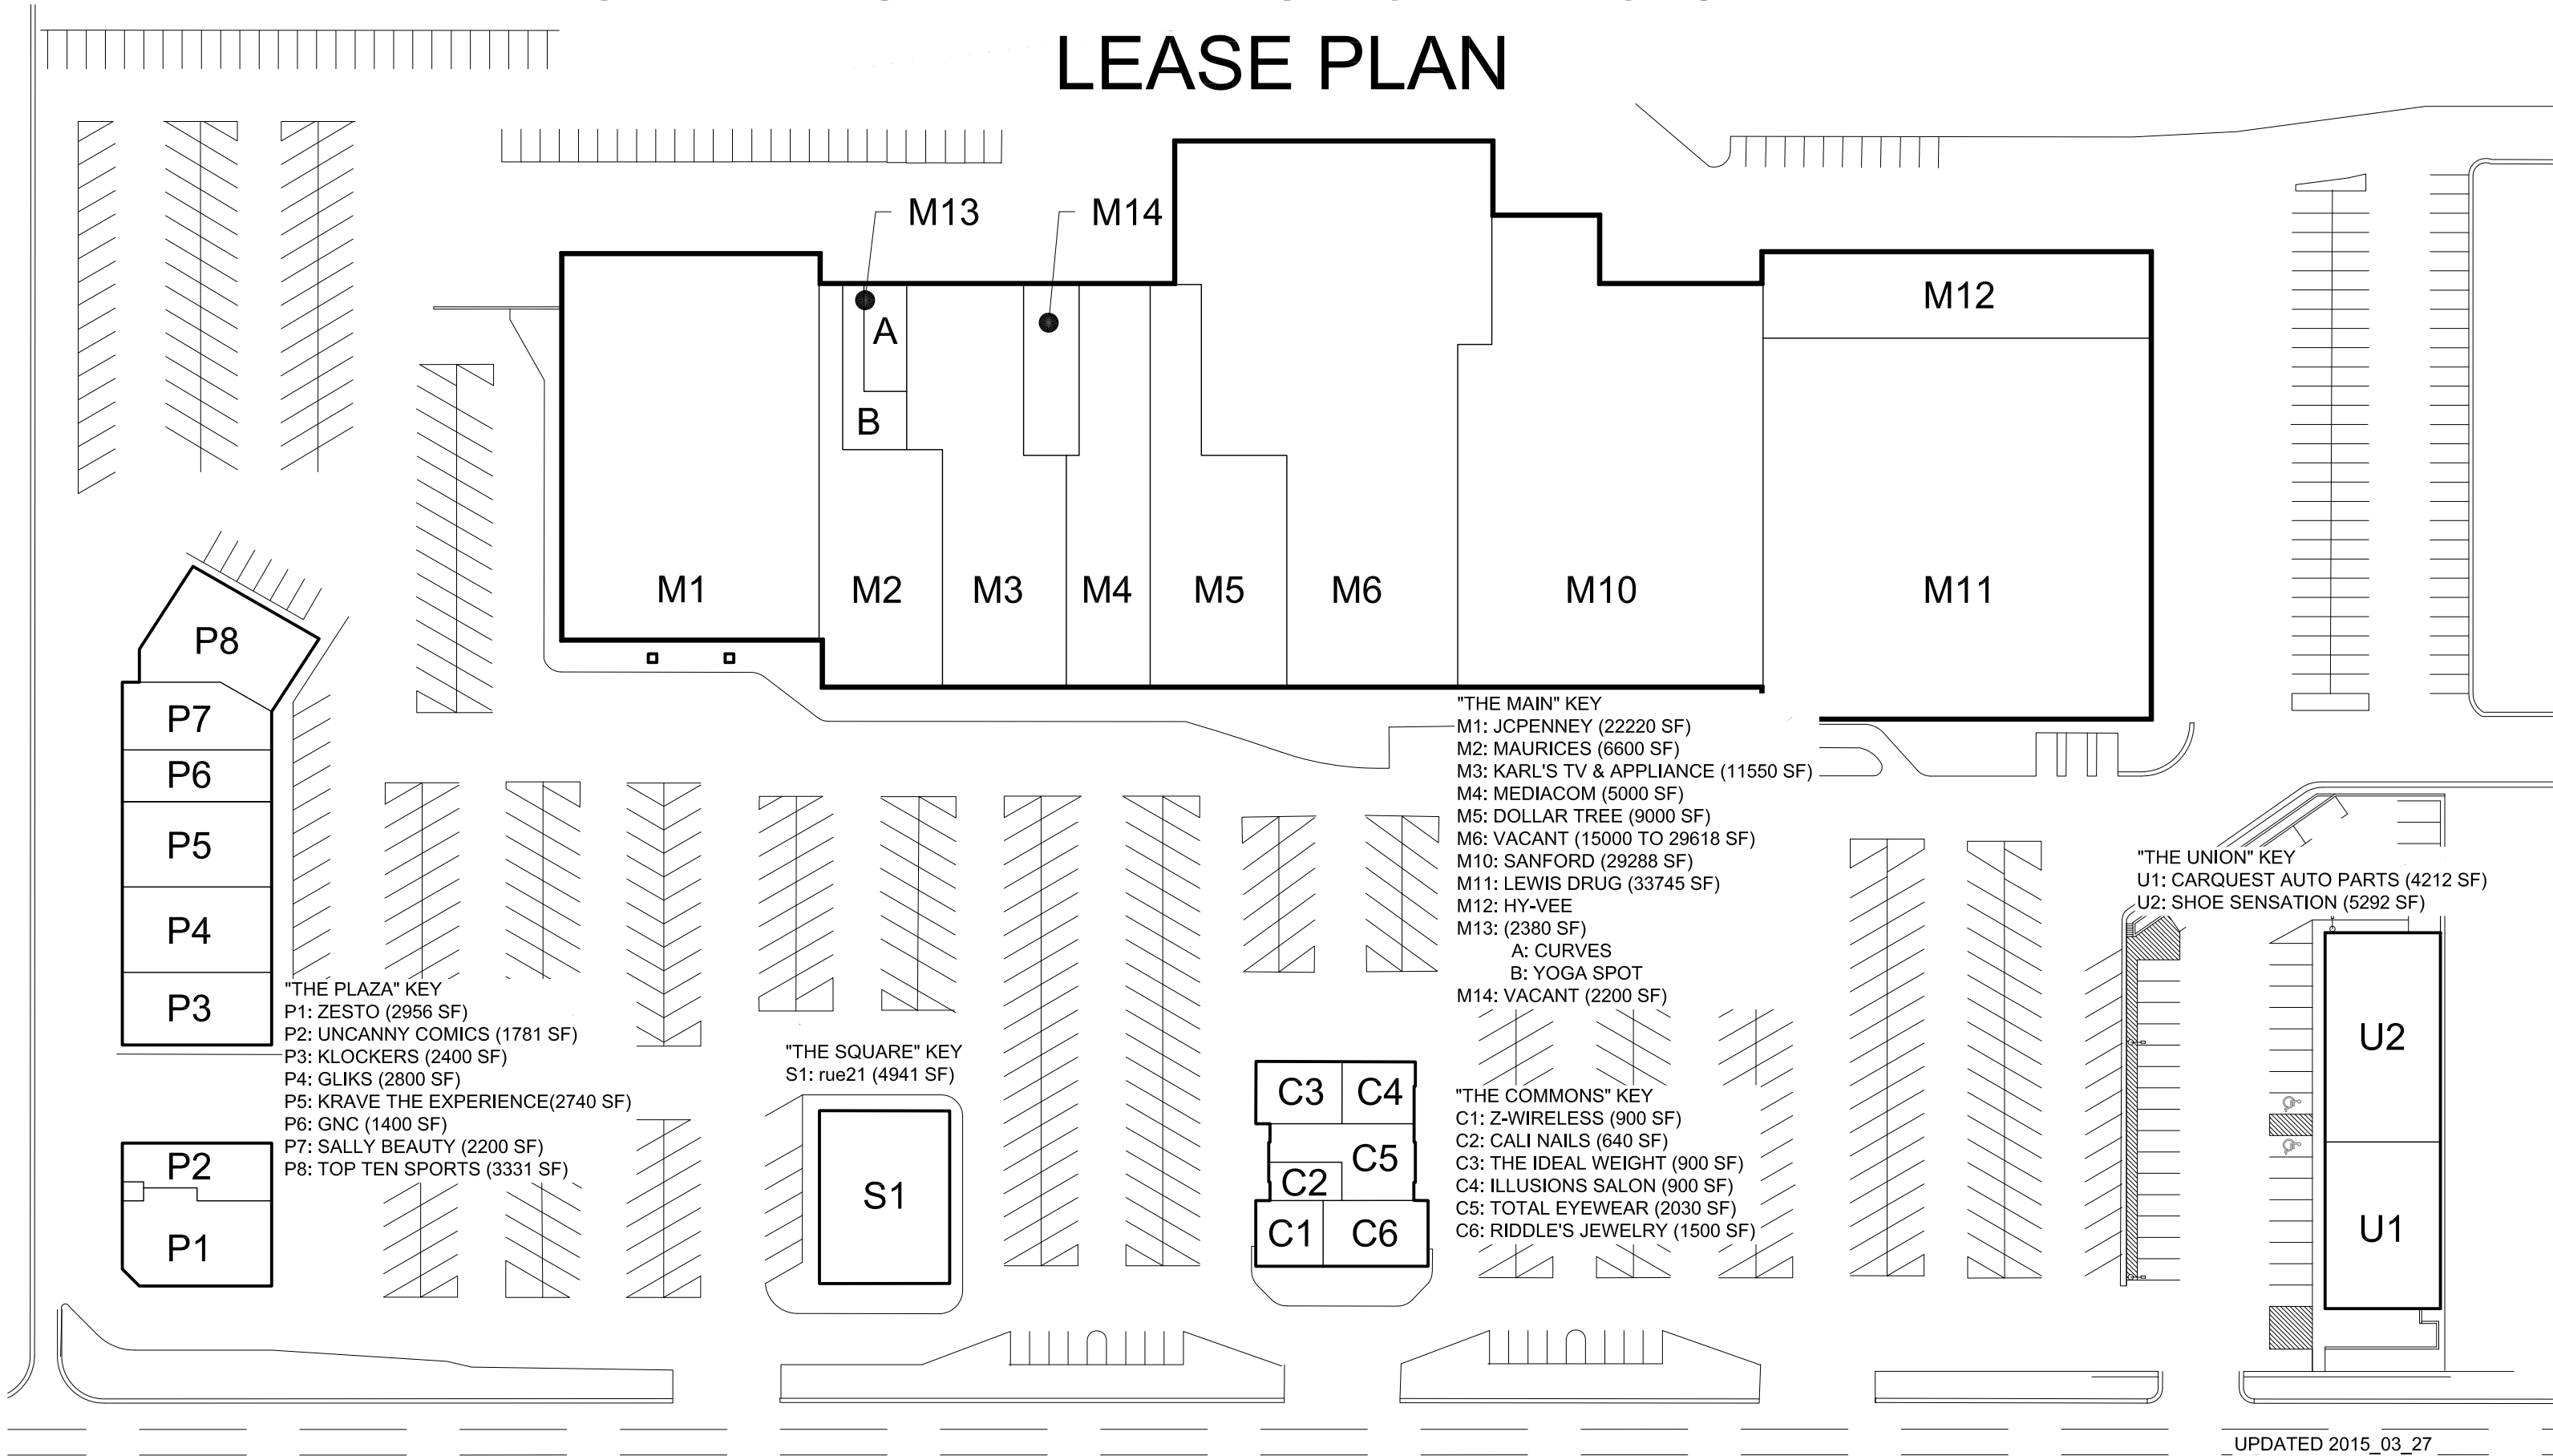 LEASE PLAN
M13
M14
A
B
M12
M1
M2
M3
M4
M5
M6
M10
M11
P8
P7
P6
P5
P4
P3
P2
P1
"THE MAIN" KEY
M1: JCPENNEY (22220 SF)
M2: MAURICES (6600 SF)
M3: KARL'S TV & APPLIANCE (11550 SF)
M4: MEDIACOM (5000 SF)
M5: DOLLAR TREE (9000 SF)
M6: VACANT (15000 TO 29618 SF)
M10: SANFORD (29288 SF)
M11: LEWIS DRUG (33745 SF)
M12: HY-VEE
M13: (2380 SF)
A: CURVES
B: YOGA SPOT
M14: VACANT (2200 SF)
"THE UNION" KEY
U1: CARQUEST AUTO PARTS (4212 SF)
U2: SHOE SENSATION (5292 SF)
"THE PLAZA" KEY
P1: ZESTO (2956 SF)
P2: UNCANNY COMICS (1781 SF)
P3: KLOCKERS (2400 SF)
P4: GLIKS (2800 SF)
P5: KRAVE THE EXPERIENCE(2740 SF)
P6: GNC (1400 SF)
P7: SALLY BEAUTY (2200 SF)
P8: TOP TEN SPORTS (3331 SF)
"THE SQUARE" KEY
S1: rue21 (4941 SF)
S1
C3
C4
C5
C2
C1
C6
"THE COMMONS" KEY
C1: Z-WIRELESS (900 SF)
C2: CALI NAILS (640 SF)
C3: THE IDEAL WEIGHT (900 SF)
C4: ILLUSIONS SALON (900 SF)
C5: TOTAL EYEWEAR (2030 SF)
C6: RIDDLE'S JEWELRY (1500 SF)
U2
U1
UPDATED 2015_03_27